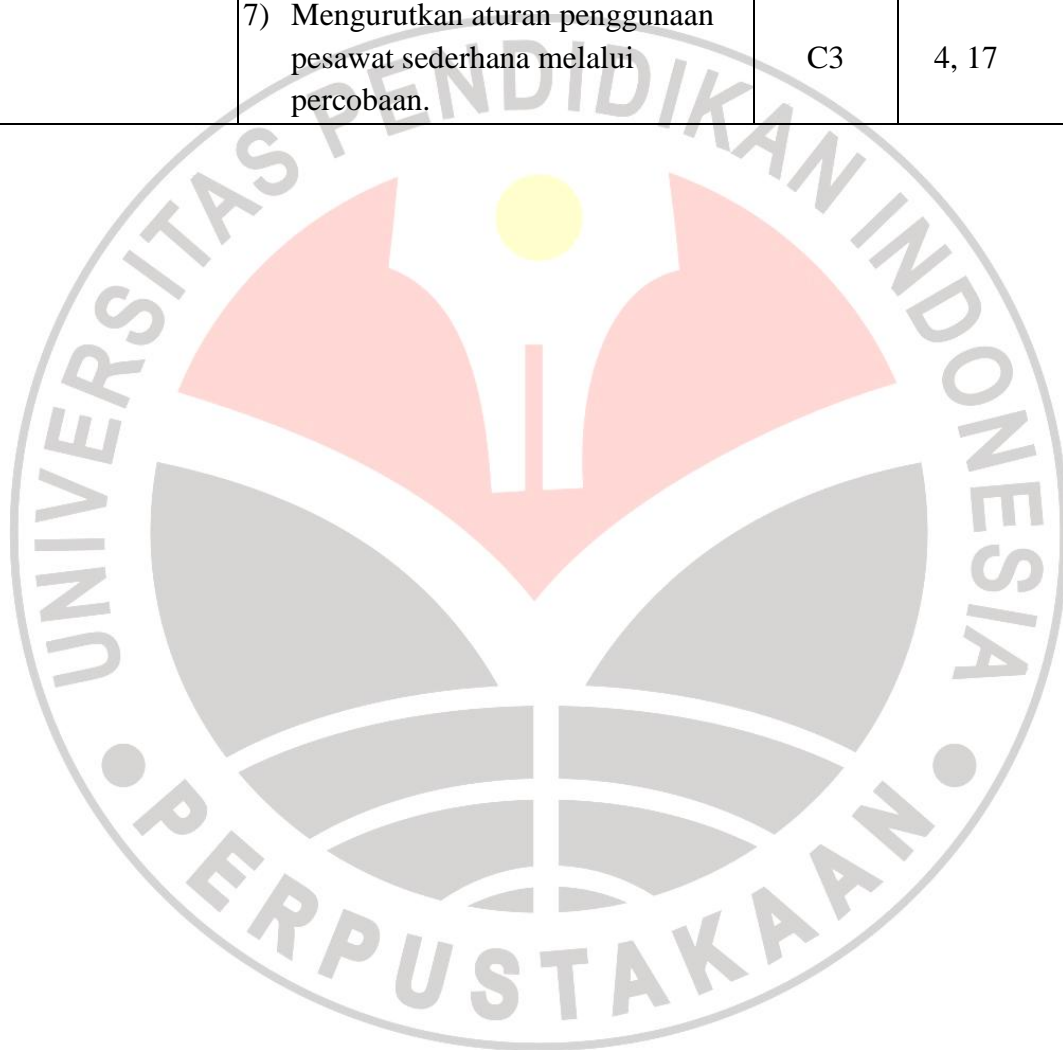 7) Mengurutkan aturan penggunaan
pesawat sederhana melalui
percobaan.
C3
4, 17
UNIVERSITAS PENDIDIKAN INDONESIA
PERPUSTAKAAN